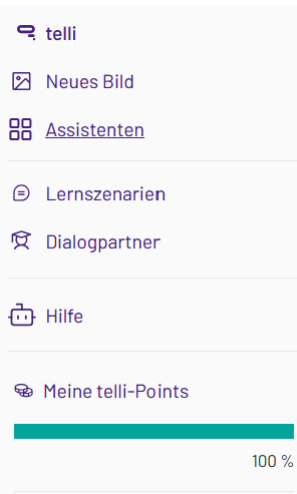 telli
Neues Bild
Assistenten
Lernszenarien
Dialogpartner
Hilfe
Meine telli-Points
100 %